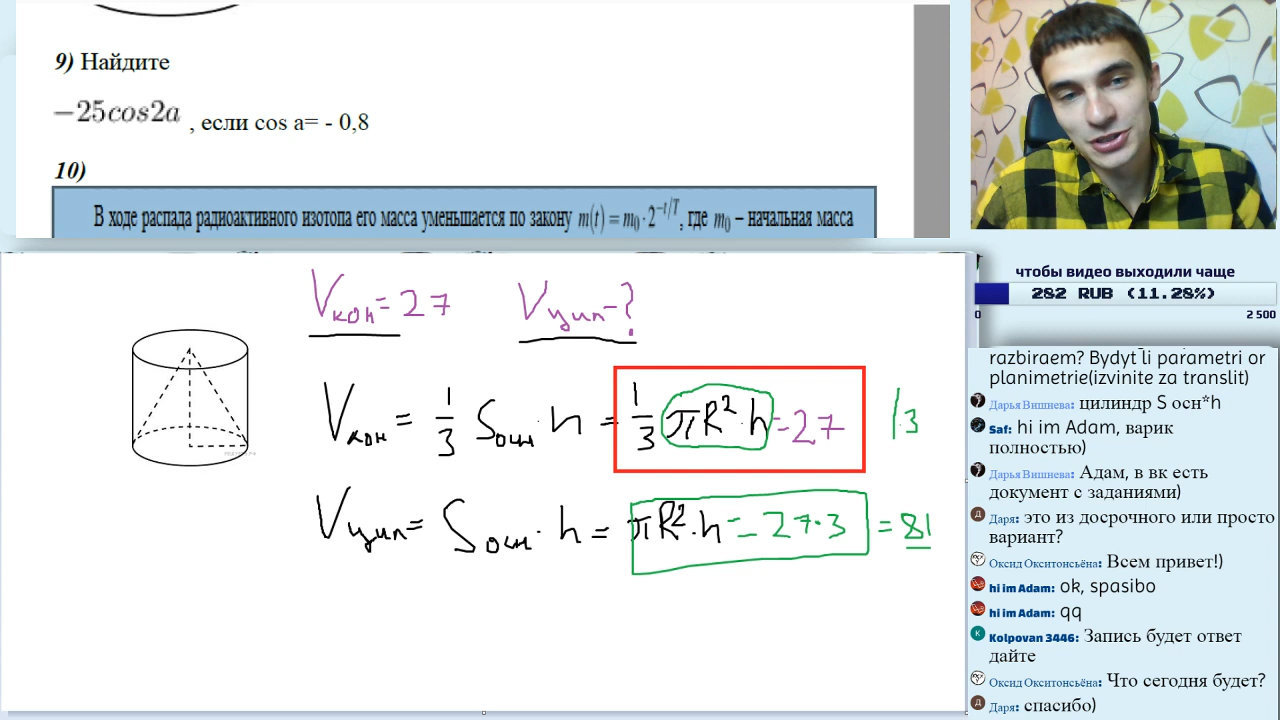 9) Найдите
−25cos2a , если cos a= - 0,8
10)
В ходе распада радиоактивного изотопа его масса уменьшается по закону m(t) = m₀ · 2^(−t/T), где m₀ – начальная масса
Vкон = 27 Vцил = ?
Vкон = 1/3 Sосн · h = 1/3 πR² · h = 27 | · 3
Vцил = Sосн · h = πR² · h = 27 · 3 = 81
чтобы видео выходили чаще
282 RUB (11.28%)
0 2 500
razbiraem? Bydyt li parametri or
planimetrie(izvinite za translit)
Дарья Вишнева: цилиндр S осн*h
Saf: hi im Adam, варик
полностью)
Дарья Вишнева: Адам, в вк есть
документ с заданиями)
Даря: это из досрочного или просто
вариант?
Оксид Окситонсьёна: Всем привет!)
hi im Adam: ok, spasibo
hi im Adam: qq
Kolpovan 3446: Запись будет ответ
дайте
Оксид Окситонсьёна: Что сегодня будет?
Даря: спасибо)